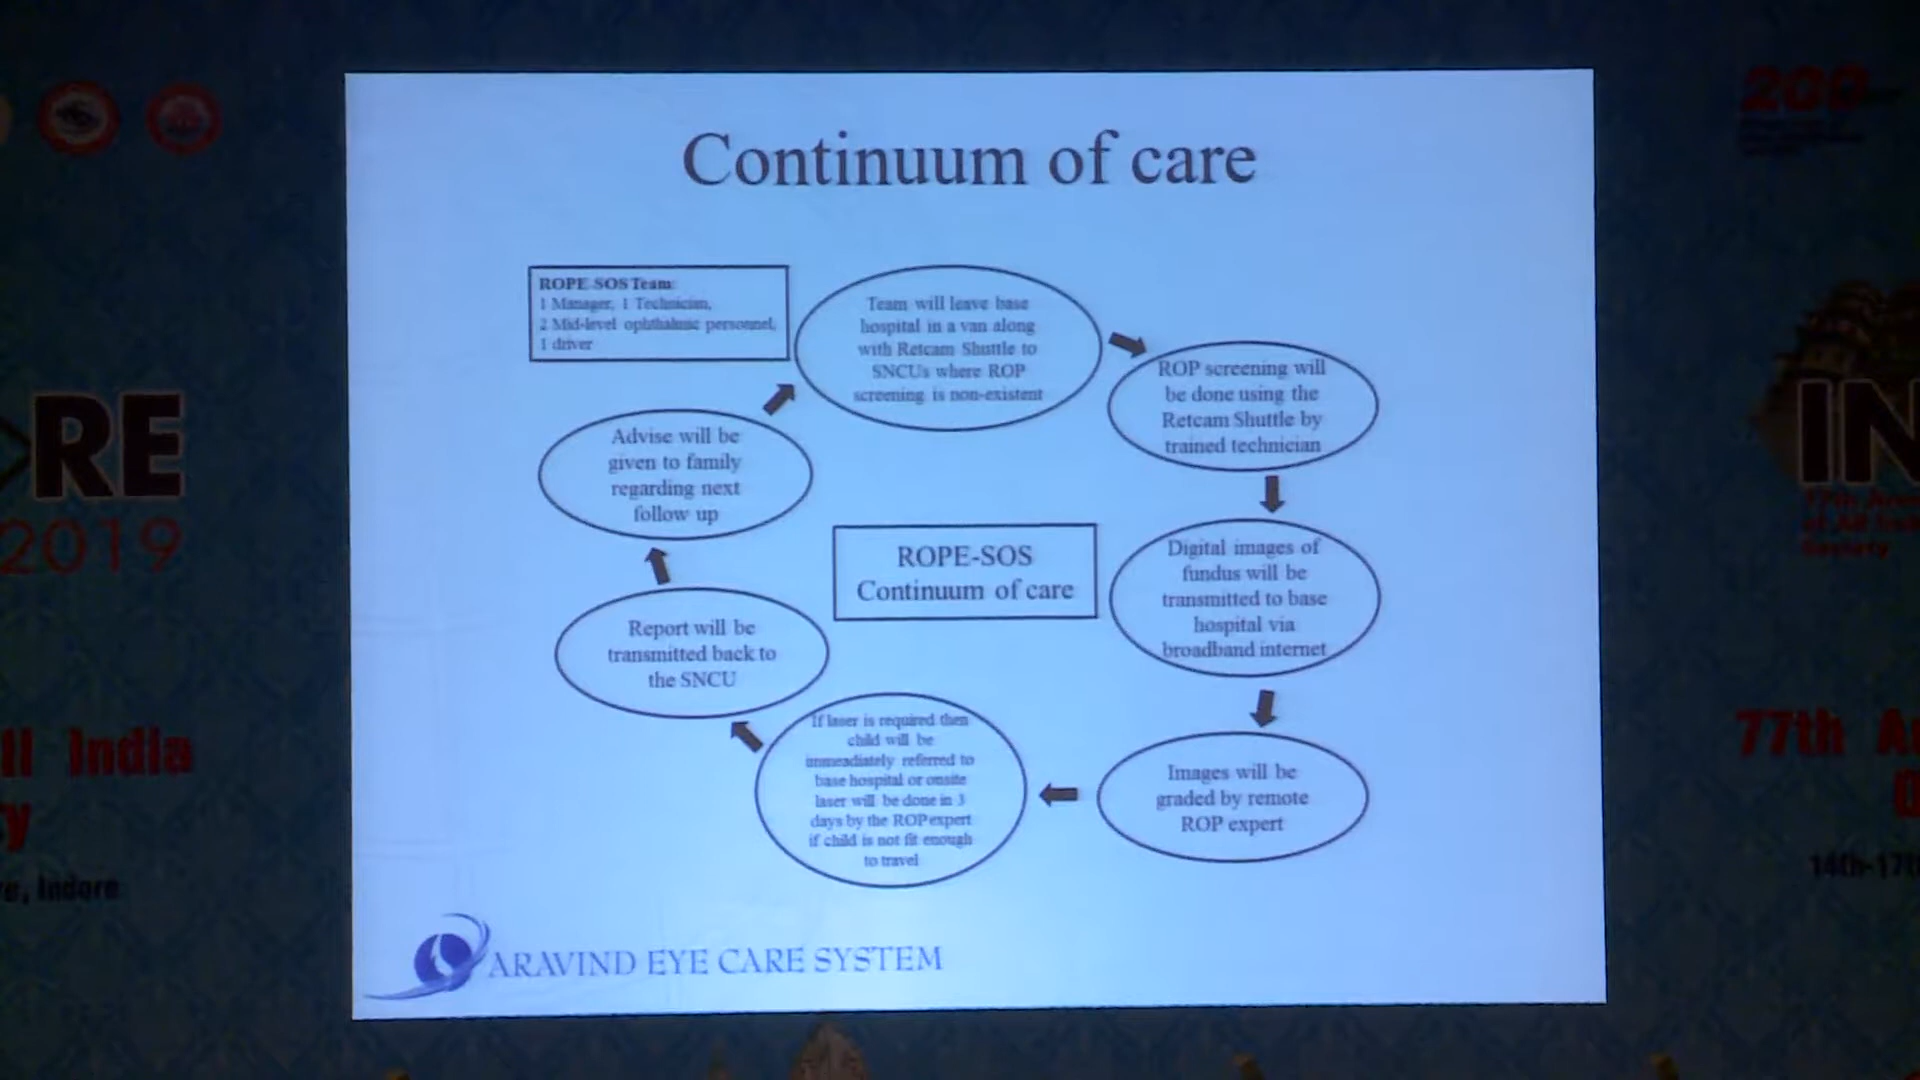 Continuum of care
ROPE-SOS Team:
1 Manager, 1 Technician,
2 Mid-level ophthalmic personnel,
1 driver
Team will leave base
hospital in a van along
with Retcam Shuttle to
SNCUs where ROP
screening is non-existent
ROP screening will
be done using the
Retcam Shuttle by
trained technician
Digital images of
fundus will be
transmitted to base
hospital via
broadband internet
Images will be
graded by remote
ROP expert
If laser is required then
child will be
immediately referred to
base hospital or onsite
laser will be done in 3
days by the ROP expert
if child is not fit enough
to travel
Report will be
transmitted back to
the SNCU
Advise will be
given to family
regarding next
follow up
ROPE-SOS
Continuum of care
ARAVIND EYE CARE SYSTEM
RE
2019
ll India
y
e, Indore
200
IN
77th A
O
14th-17t